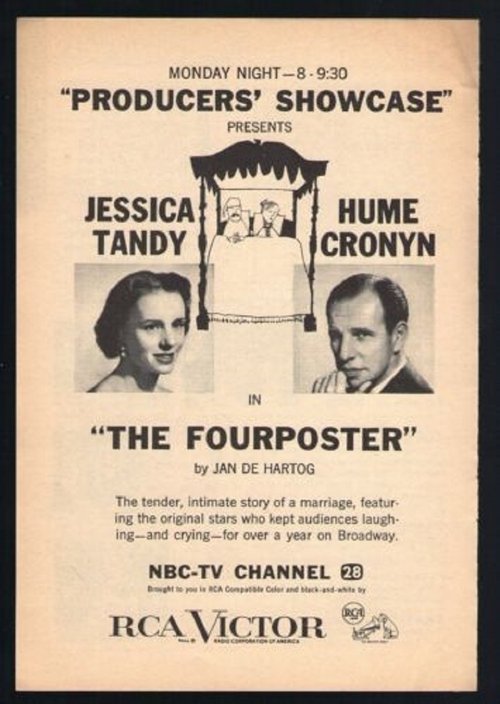 MONDAY NIGHT—8 - 9:30
"PRODUCERS' SHOWCASE"
PRESENTS
JESSICA TANDY
HUME CRONYN
IN
"THE FOURPOSTER"
by JAN DE HARTOG
The tender, intimate story of a marriage, featur-
ing the original stars who kept audiences laugh-
ing—and crying—for over a year on Broadway.
NBC-TV CHANNEL 28
Brought to you in RCA Compatible Color and black-and-white by
RCA VICTOR
RADIO CORPORATION OF AMERICA
RCA